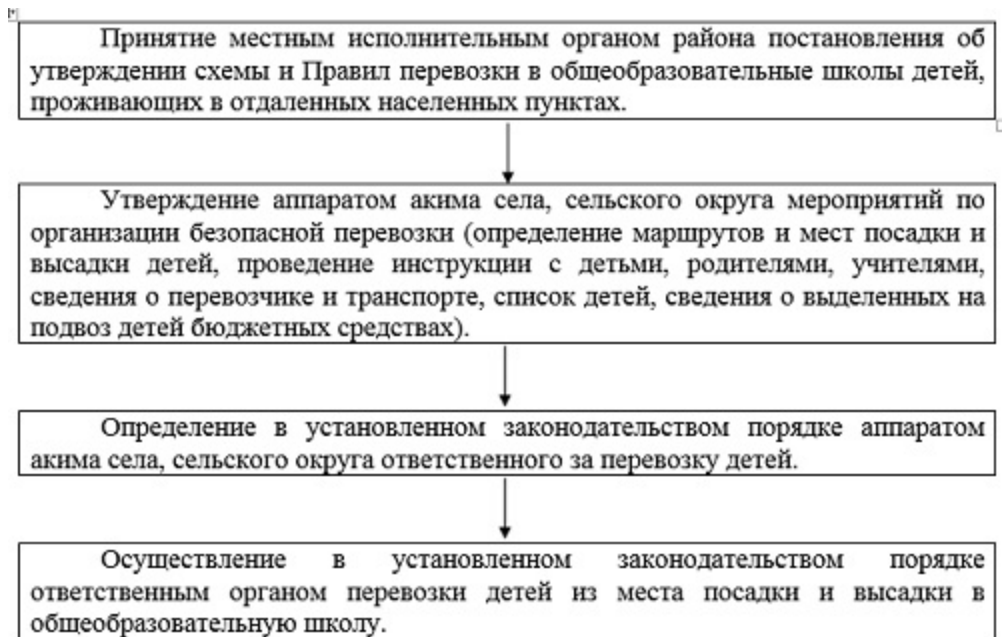 Принятие местным исполнительным органом района постановления об
утверждении схемы и Правил перевозки в общеобразовательные школы детей,
проживающих в отдаленных населенных пунктах.
Утверждение аппаратом акима села, сельского округа мероприятий по
организации безопасной перевозки (определение маршрутов и мест посадки и
высадки детей, проведение инструкции с детьми, родителями, учителями,
сведения о перевозчике и транспорте, список детей, сведения о выделенных на
подвоз детей бюджетных средствах).
Определение в установленном законодательством порядке аппаратом
акима села, сельского округа ответственного за перевозку детей.
Осуществление в установленном законодательством порядке
ответственным органом перевозки детей из места посадки и высадки в
общеобразовательную школу.